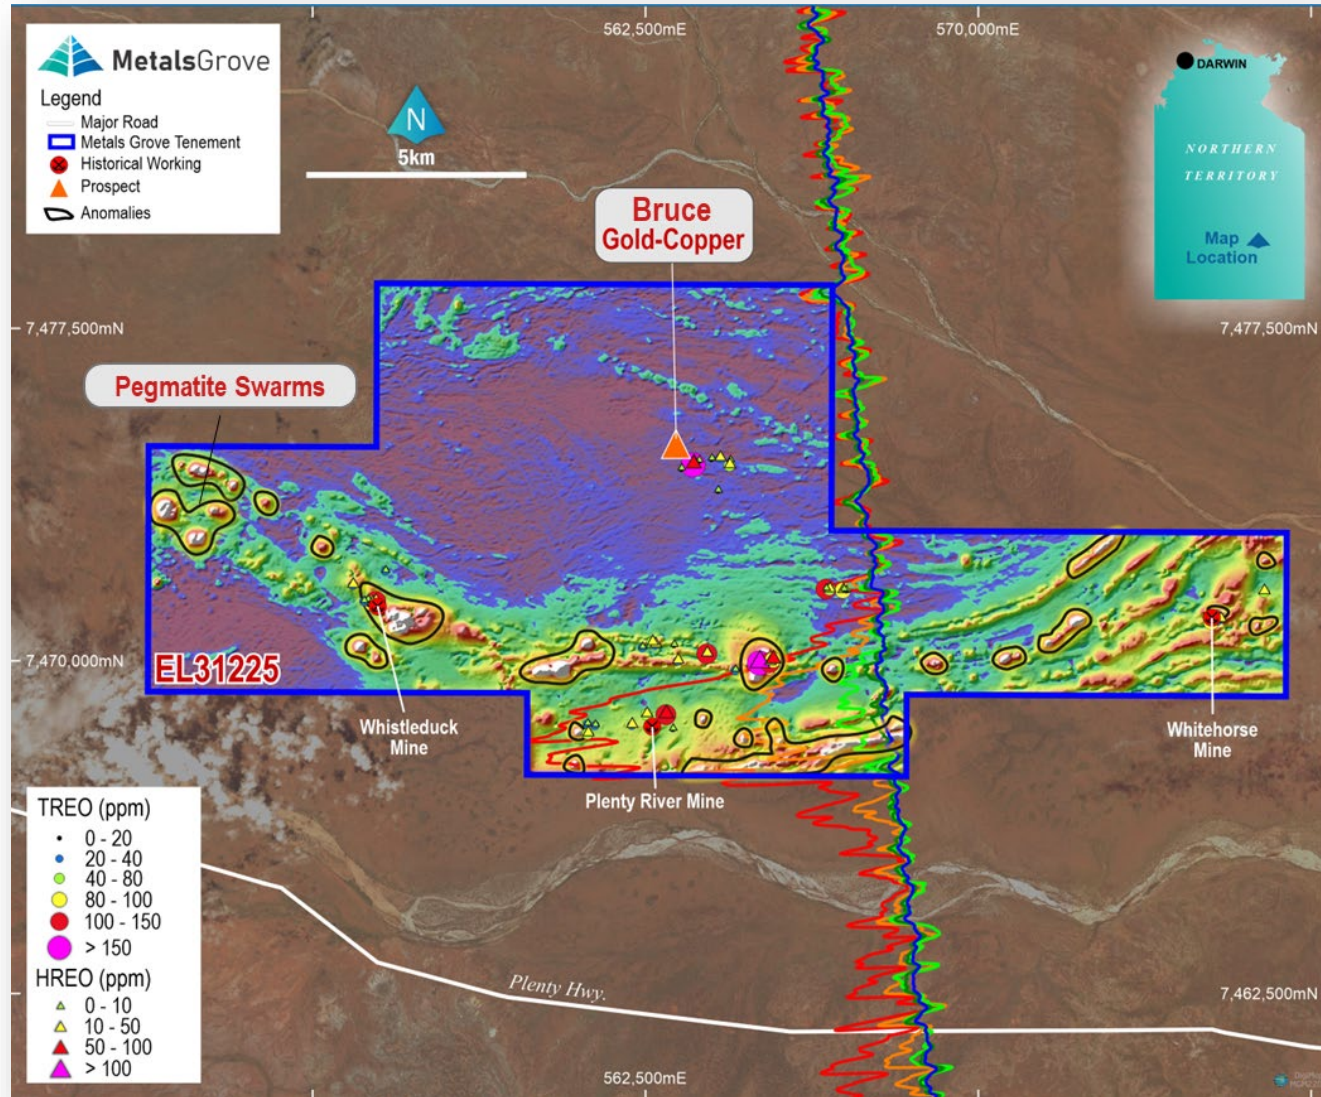 562,500mE
570,000mE
MetalsGrove
Legend
Major Road
Metals Grove Tenement
Historical Working
Prospect
Anomalies
N
5km
DARWIN
NORTHERN
TERRITORY
Map
Location
Bruce
Gold-Copper
7,477,500mN
7,477,500mN
Pegmatite Swarms
7,470,000mN
EL31225
Whistleduck
Mine
Whitehorse
Mine
Plenty River Mine
TREO (ppm)
0 - 20
20 - 40
40 - 80
80 - 100
100 - 150
> 150
HREO (ppm)
0 - 10
10 - 50
50 - 100
> 100
Plenty Hwy.
7,462,500mN
562,500mE